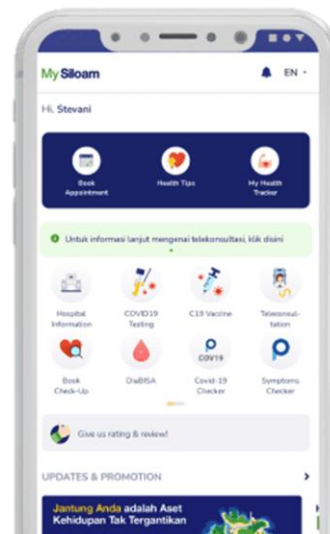 MySiloam
EN
Hi, Stevani
Book Appointment
Health Tips
My Health Tracker
Untuk informasi lanjut mengenai telekonsultasi, klik disini
Hospital Information
COVID19 Testing
C19 Vaccine
Teleconsul-tation
COV19
Book Check-Up
DiaBISA
Covid-19 Checker
Symptoms Checker
Give us rating & review!
UPDATES & PROMOTION
Jantung Anda adalah Aset
Kehidupan Tak Tergantikan